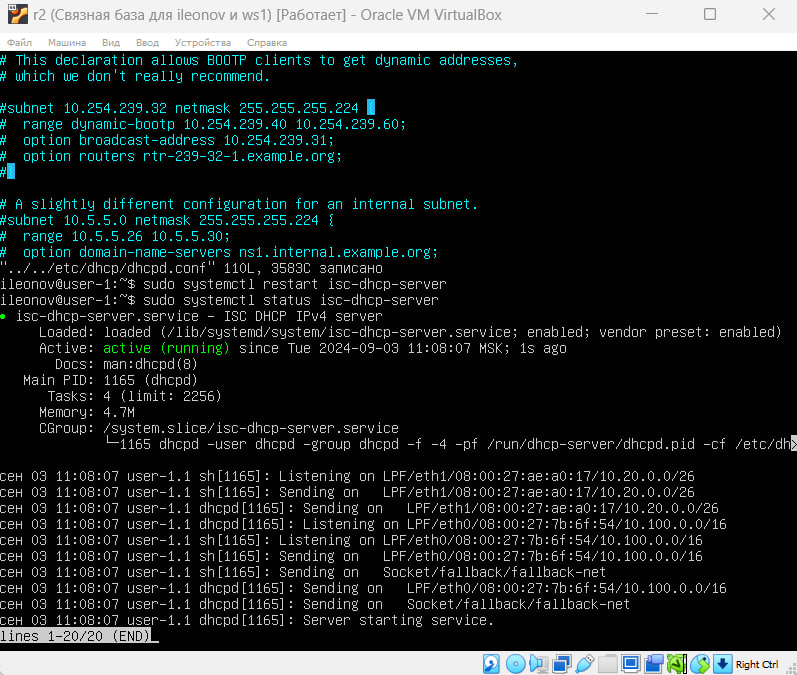 r2 (Связная база для ileonov и ws1) [Работает] - Oracle VM VirtualBox
Файл Машина Вид Ввод Устройства Справка
# This declaration allows BOOTP clients to get dynamic addresses,
# which we don't really recommend.
#subnet 10.254.239.32 netmask 255.255.255.224 {
#  range dynamic-bootp 10.254.239.40 10.254.239.60;
#  option broadcast-address 10.254.239.31;
#  option routers rtr-239-32-1.example.org;
#}
# A slightly different configuration for an internal subnet.
#subnet 10.5.5.0 netmask 255.255.255.224 {
#  range 10.5.5.26 10.5.5.30;
#  option domain-name-servers ns1.internal.example.org;
"../../etc/dhcp/dhcpd.conf" 110L, 3583C записано
ileonov@user-1:~$ sudo systemctl restart isc-dhcp-server
ileonov@user-1:~$ sudo systemctl status isc-dhcp-server
● isc-dhcp-server.service - ISC DHCP IPv4 server
Loaded: loaded (/lib/systemd/system/isc-dhcp-server.service; enabled; vendor preset: enabled)
Active: active (running) since Tue 2024-09-03 11:08:07 MSK; 1s ago
Docs: man:dhcpd(8)
Main PID: 1165 (dhcpd)
Tasks: 4 (limit: 2256)
Memory: 4.7M
CGroup: /system.slice/isc-dhcp-server.service
└─1165 dhcpd -user dhcpd -group dhcpd -f -4 -pf /run/dhcp-server/dhcpd.pid -cf /etc/dh>
сен 03 11:08:07 user-1.1 sh[1165]: Listening on LPF/eth1/08:00:27:ae:a0:17/10.20.0.0/26
сен 03 11:08:07 user-1.1 sh[1165]: Sending on   LPF/eth1/08:00:27:ae:a0:17/10.20.0.0/26
сен 03 11:08:07 user-1.1 dhcpd[1165]: Sending on   LPF/eth1/08:00:27:ae:a0:17/10.20.0.0/26
сен 03 11:08:07 user-1.1 dhcpd[1165]: Listening on LPF/eth0/08:00:27:7b:6f:54/10.100.0.0/16
сен 03 11:08:07 user-1.1 sh[1165]: Listening on LPF/eth0/08:00:27:7b:6f:54/10.100.0.0/16
сен 03 11:08:07 user-1.1 sh[1165]: Sending on   LPF/eth0/08:00:27:7b:6f:54/10.100.0.0/16
сен 03 11:08:07 user-1.1 sh[1165]: Sending on   Socket/fallback/fallback-net
сен 03 11:08:07 user-1.1 dhcpd[1165]: Sending on   LPF/eth0/08:00:27:7b:6f:54/10.100.0.0/16
сен 03 11:08:07 user-1.1 dhcpd[1165]: Sending on   Socket/fallback/fallback-net
сен 03 11:08:07 user-1.1 dhcpd[1165]: Server starting service.
lines 1-20/20 (END)
Right Ctrl